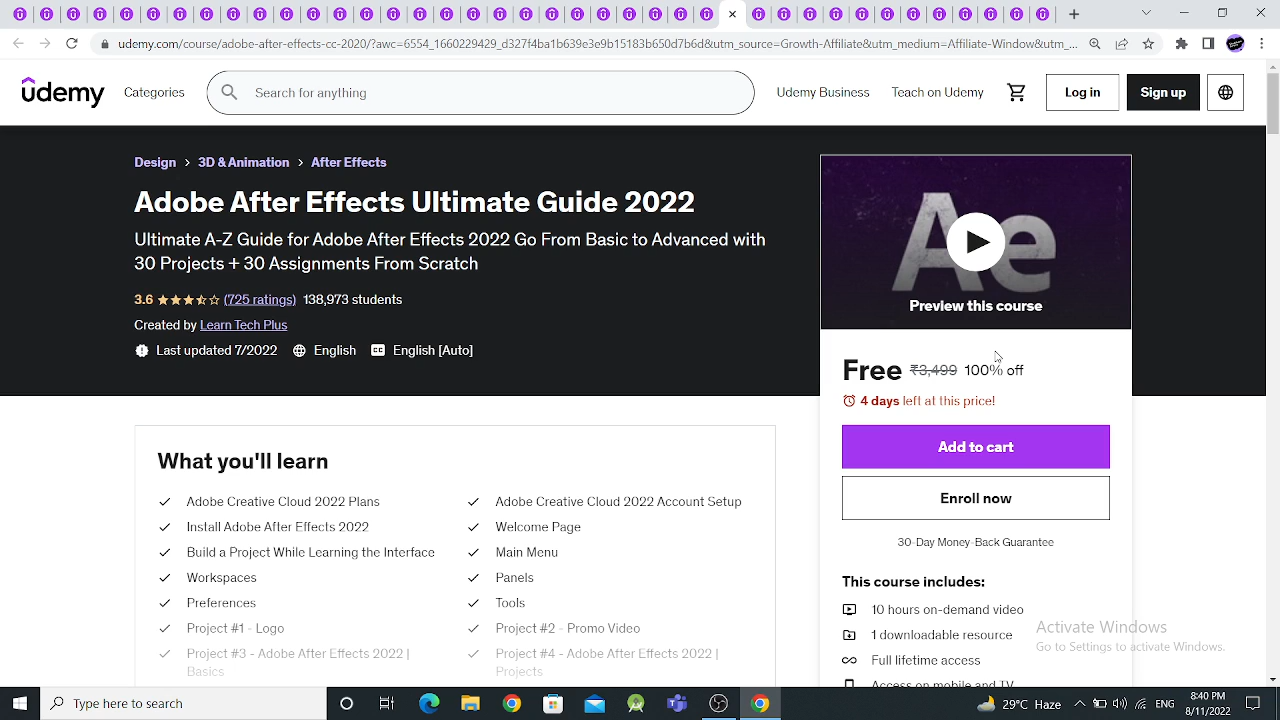 udemy.com/course/adobe-after-effects-cc-2020/?awc=6554_1660229429_d327f4ba1b639e3e9b15183b650d7b6d&utm_source=Growth-Affiliate&utm_medium=Affiliate-Window&utm_...
udemy
Categories
Search for anything
Udemy Business
Teach on Udemy
Log in
Sign up
Design > 3D & Animation > After Effects
Adobe After Effects Ultimate Guide 2022
Ultimate A-Z Guide for Adobe After Effects 2022 Go From Basic to Advanced with
30 Projects + 30 Assignments From Scratch
3.6 (725 ratings) 138,973 students
Created by Learn Tech Plus
Last updated 7/2022 English English [Auto]
Ae
Preview this course
Free ₹3,499 100% off
4 days left at this price!
Add to cart
Enroll now
30-Day Money-Back Guarantee
This course includes:
10 hours on-demand video
1 downloadable resource
Full lifetime access
Access on mobile and TV
What you'll learn
Adobe Creative Cloud 2022 Plans
Adobe Creative Cloud 2022 Account Setup
Install Adobe After Effects 2022
Welcome Page
Build a Project While Learning the Interface
Main Menu
Workspaces
Panels
Preferences
Tools
Project #1 - Logo
Project #2 - Promo Video
Project #3 - Adobe After Effects 2022 |
Basics
Project #4 - Adobe After Effects 2022 |
Projects
Activate Windows
Go to Settings to activate Windows.
Type here to search
29°C Haze
ENG
8:40 PM
8/11/2022